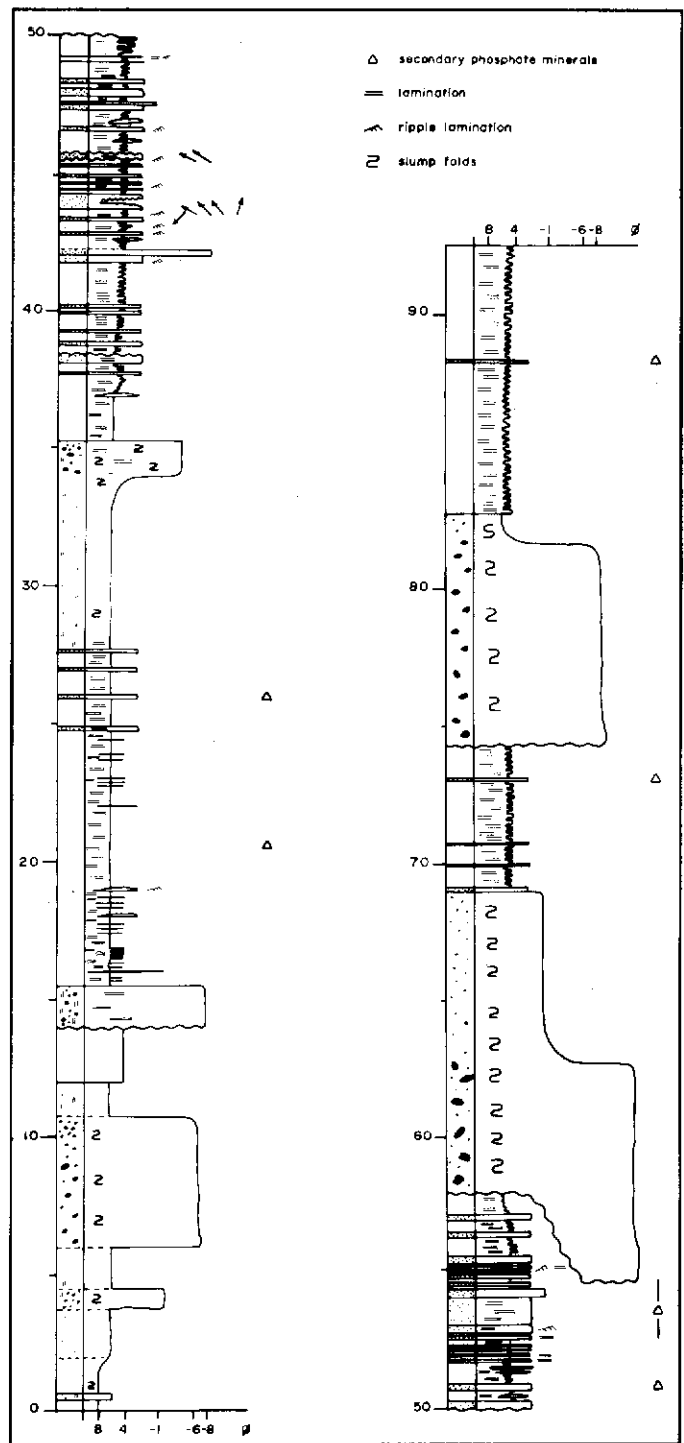 secondary phosphate minerals
lamination
ripple lamination
slump folds
50
40
30
20
10
0
8 4 -1 -6 -8 ø
8 4 -1 -6 -8 ø
90
80
70
60
50